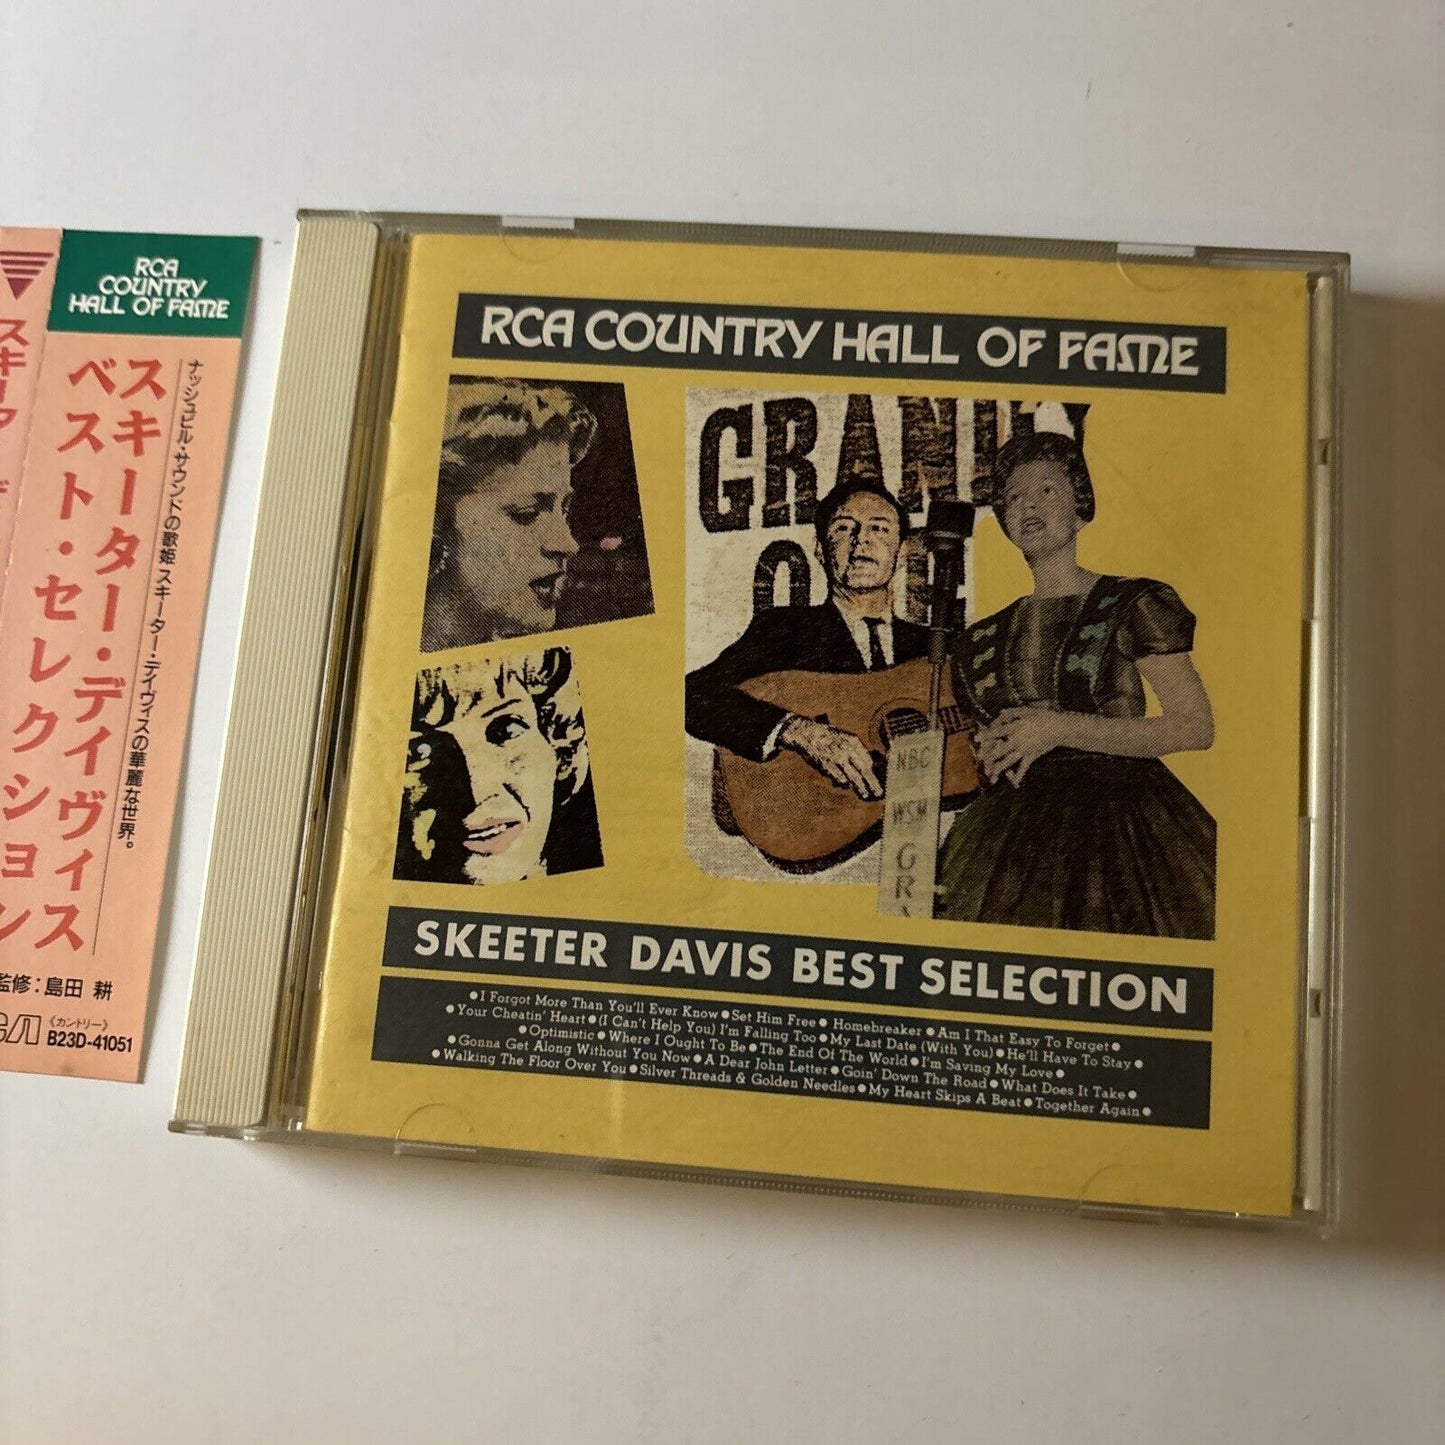 RCA
COUNTRY
HALL OF FAME
ナッシュビル・サウンドの歌姫 スキーター・デイヴィスの華麗な世界。
スキーター・デイヴィス
ベスト・セレクション
監修:島田 耕
《カントリー》
B23D-41051
スキーター
RCA COUNTRY HALL OF FAME
GRAND
NBC
WSM
GR
SKEETER DAVIS BEST SELECTION
●I Forgot More Than You'll Ever Know●Set Him Free● Homebreaker●Am I That Easy To Forget●
●Your Cheatin' Heart●(I Can't Help You) I'm Falling Too●My Last Date (With You)●He'll Have To Stay●
●Optimistic●Where I Ought To Be●The End Of The World●I'm Saving My Love●
●Gonna Get Along Without You Now●A Dear John Letter●Goin' Down The Road●What Does It Take●
●Walking The Floor Over You●Silver Threads & Golden Needles●My Heart Skips A Beat●Together Again●